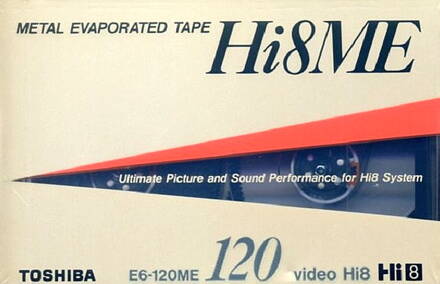 METAL EVAPORATED TAPE
Hi8ME
Ultimate Picture and Sound Performance for Hi8 System
TOSHIBA E6-120ME 120 video Hi8 Hi8